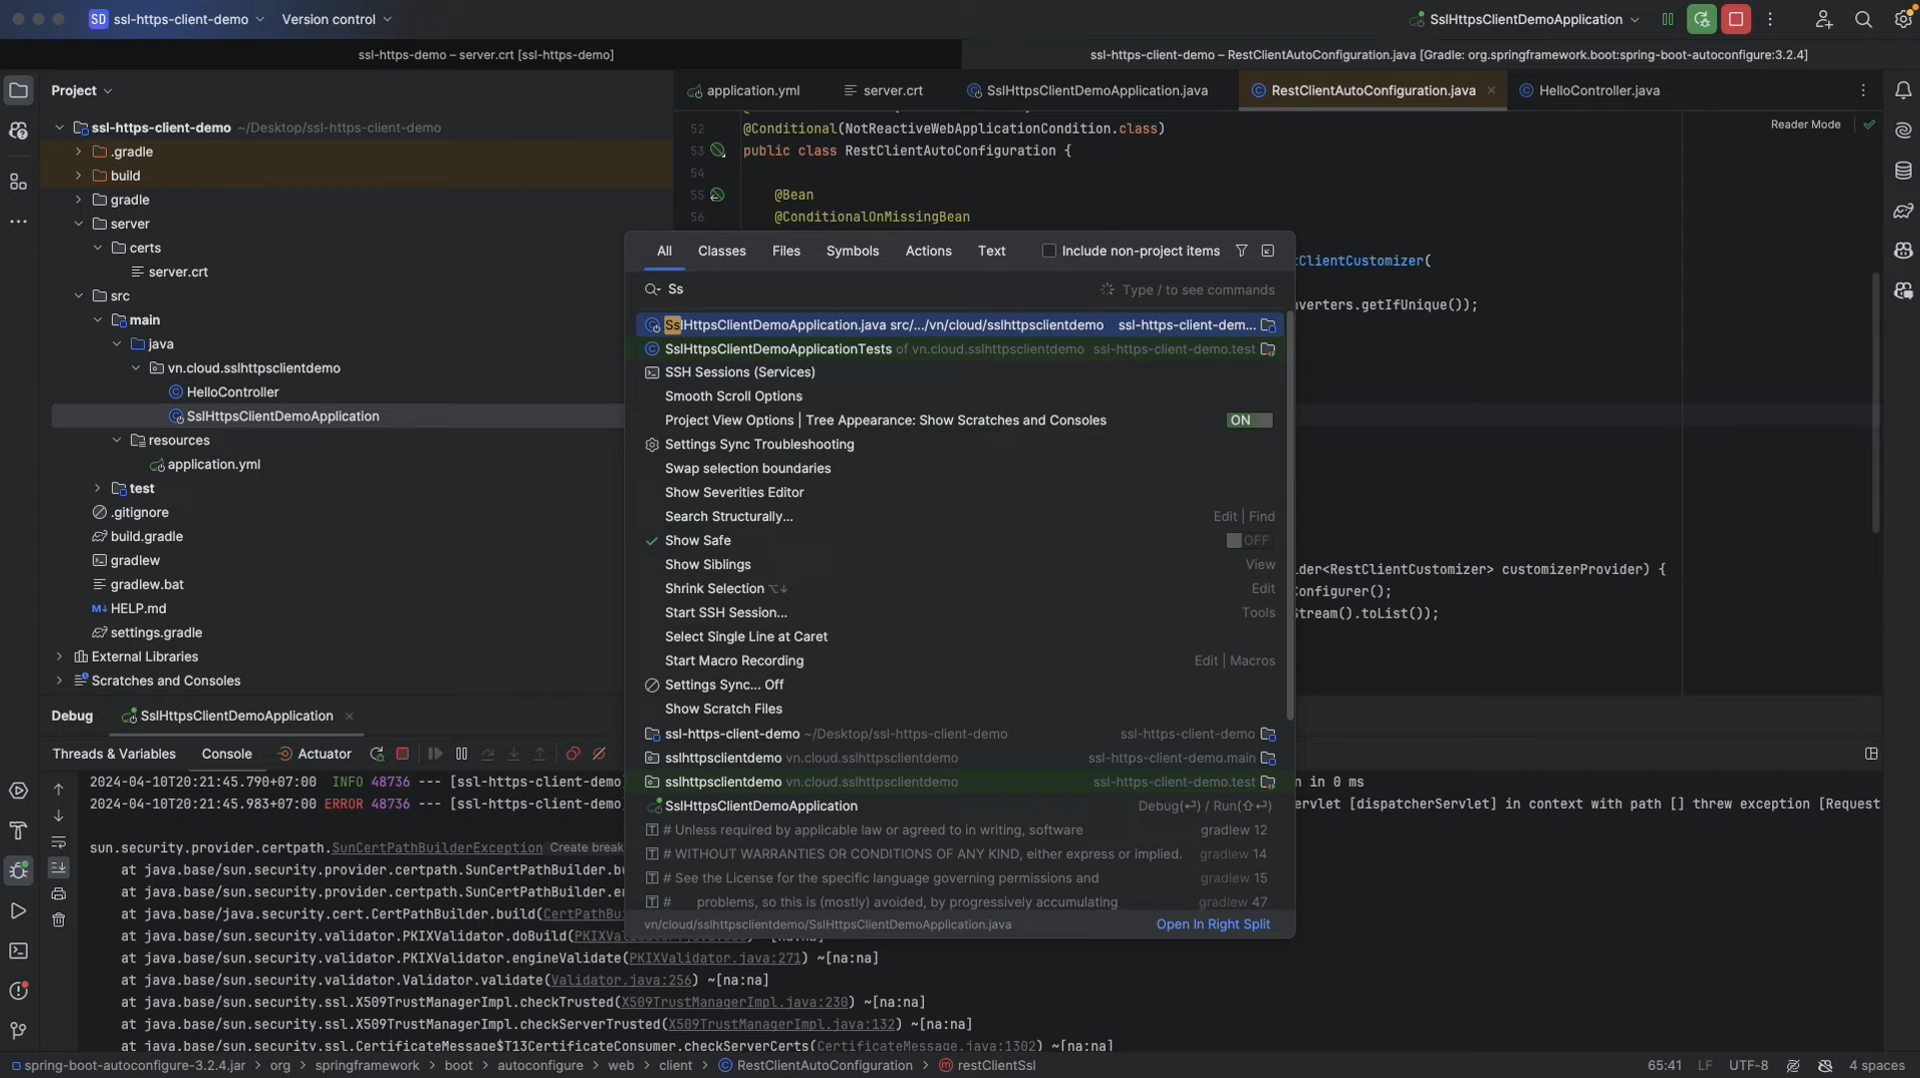 SD ssl-https-client-demo Version control SslHttpsClientDemoApplication
ssl-https-demo – server.crt [ssl-https-demo]
ssl-https-client-demo – RestClientAutoConfiguration.java [Gradle: org.springframework.boot:spring-boot-autoconfigure:3.2.4]
Project
application.yml
server.crt
SslHttpsClientDemoApplication.java
RestClientAutoConfiguration.java
HelloController.java
Reader Mode
ssl-https-client-demo ~/Desktop/ssl-https-client-demo
.gradle
build
gradle
server
certs
server.crt
src
main
java
vn.cloud.sslhttpsclientdemo
HelloController
SslHttpsClientDemoApplication
resources
application.yml
test
.gitignore
build.gradle
gradlew
gradlew.bat
HELP.md
settings.gradle
External Libraries
Scratches and Consoles
52 @Conditional(NotReactiveWebApplicationCondition.class)
53 public class RestClientAutoConfiguration {
54
55 @Bean
56 @ConditionalOnMissingBean
tClientCustomizer(
verters.getIfUnique());
der<RestClientCustomizer> customizerProvider) {
Configurer();
Stream().toList());
All Classes Files Symbols Actions Text Include non-project items
Ss Type / to see commands
SslHttpsClientDemoApplication.java src/.../vn/cloud/sslhttpsclientdemo ssl-https-client-dem...
SslHttpsClientDemoApplicationTests of vn.cloud.sslhttpsclientdemo ssl-https-client-demo.test
SSH Sessions (Services)
Smooth Scroll Options
Project View Options | Tree Appearance: Show Scratches and Consoles ON
Settings Sync Troubleshooting
Swap selection boundaries
Show Severities Editor
Search Structurally... Edit | Find
Show Safe OFF
Show Siblings View
Shrink Selection ⌥↓ Edit
Start SSH Session... Tools
Select Single Line at Caret
Start Macro Recording Edit | Macros
Settings Sync... Off
Show Scratch Files
ssl-https-client-demo ~/Desktop/ssl-https-client-demo ssl-https-client-demo
sslhttpsclientdemo vn.cloud.sslhttpsclientdemo ssl-https-client-demo.main
sslhttpsclientdemo vn.cloud.sslhttpsclientdemo ssl-https-client-demo.test
SslHttpsClientDemoApplication Debug(⏎) / Run(⇧⏎)
# Unless required by applicable law or agreed to in writing, software gradlew 12
# WITHOUT WARRANTIES OR CONDITIONS OF ANY KIND, either express or implied. gradlew 14
# See the License for the specific language governing permissions and gradlew 15
# problems, so this is (mostly) avoided, by progressively accumulating gradlew 47
vn/cloud/sslhttpsclientdemo/SslHttpsClientDemoApplication.java Open In Right Split
Debug SslHttpsClientDemoApplication
Threads & Variables Console Actuator
2024-04-10T20:21:45.790+07:00 INFO 48736 --- [ssl-https-client-demo] n in 0 ms
2024-04-10T20:21:45.983+07:00 ERROR 48736 --- [ssl-https-client-demo] rvlet [dispatcherServlet] in context with path [] threw exception [Request
sun.security.provider.certpath.SunCertPathBuilderException Create break
at java.base/sun.security.provider.certpath.SunCertPathBuilder.bu
at java.base/sun.security.provider.certpath.SunCertPathBuilder.en
at java.base/java.security.cert.CertPathBuilder.build(CertPathBui
at java.base/sun.security.validator.PKIXValidator.doBuild(PKIXValidator.java ~[na:na]
at java.base/sun.security.validator.PKIXValidator.engineValidate(PKIXValidator.java:271) ~[na:na]
at java.base/sun.security.validator.Validator.validate(Validator.java:256) ~[na:na]
at java.base/sun.security.ssl.X509TrustManagerImpl.checkTrusted(X509TrustManagerImpl.java:230) ~[na:na]
at java.base/sun.security.ssl.X509TrustManagerImpl.checkServerTrusted(X509TrustManagerImpl.java:132) ~[na:na]
at java.base/sun.security.ssl.CertificateMessage$T13CertificateConsumer.checkServerCerts(CertificateMessage.java:1302) ~[na:na]
spring-boot-autoconfigure-3.2.4.jar org springframework boot autoconfigure web client RestClientAutoConfiguration restClientSsl 65:41 LF UTF-8 4 spaces